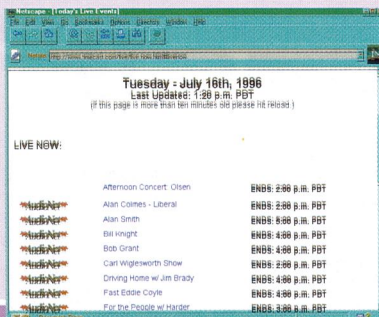 Netscape - [Today's Live Events]
File Edit View Go Bookmarks Options Directory Window Help
Tuesday - July 16th, 1996
Last Updated: 1:20 p.m. PDT
(if this page is more than ten minutes old please hit reload.)
LIVE NOW:
Afternoon Concert: Olsen ENDS: 2:00 p.m. PDT
AudioNet Alan Colmes - Liberal ENDS: 2:00 p.m. PDT
AudioNet Alan Smith ENDS: 5:00 p.m. PDT
AudioNet Bill Knight ENDS: 4:00 p.m. PDT
AudioNet Bob Grant ENDS: 4:00 p.m. PDT
AudioNet Carl Wiglesworth Show ENDS: 2:00 p.m. PDT
AudioNet Driving Home w/ Jim Brady ENDS: 4:00 p.m. PDT
AudioNet Fast Eddie Coyle ENDS: 4:00 p.m. PDT
AudioNet For the People w/ Harder ENDS: 3:00 p.m. PDT